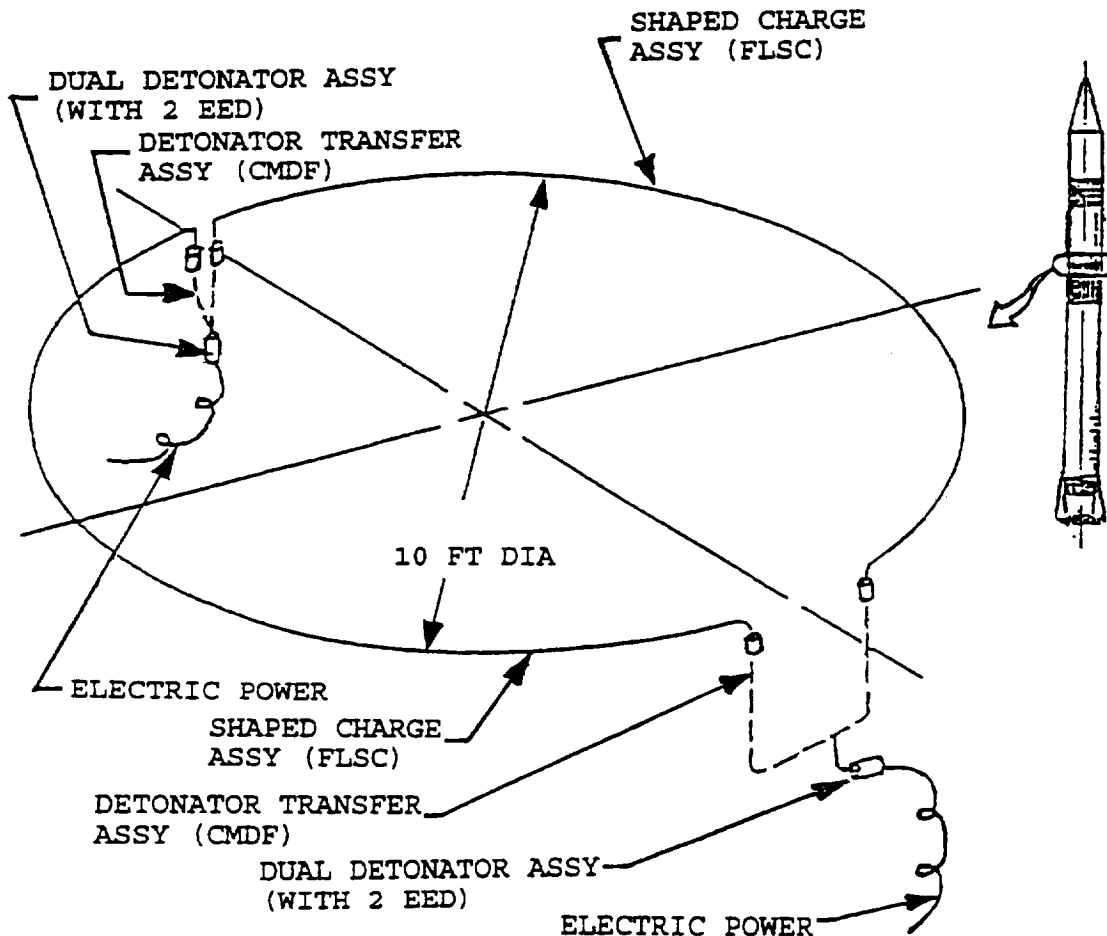 SHAPED CHARGE
ASSY (FLSC)
DUAL DETONATOR ASSY
(WITH 2 EED)
DETONATOR TRANSFER
ASSY (CMDF)
10 FT DIA
ELECTRIC POWER
SHAPED CHARGE
ASSY (FLSC)
DETONATOR TRANSFER
ASSY (CMDF)
DUAL DETONATOR ASSY
(WITH 2 EED)
ELECTRIC POWER